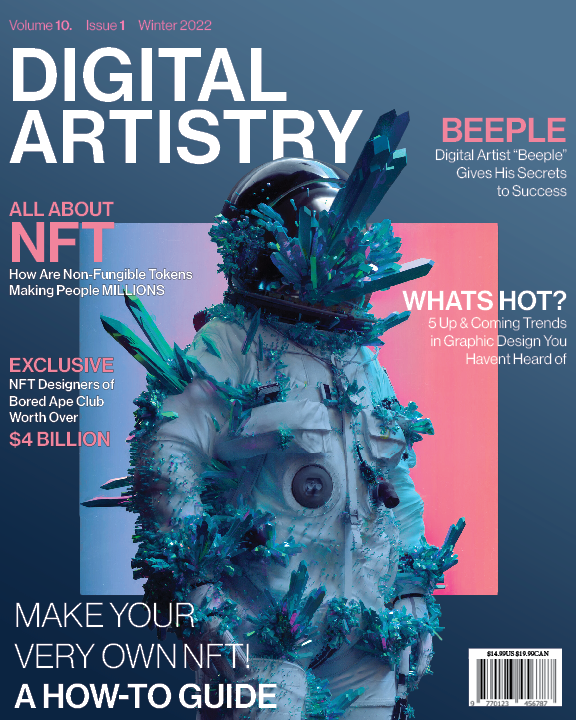 Volume 10. Issue 1 Winter 2022
DIGITAL
ARTISTRY
BEEPLE
Digital Artist “Beeple”
Gives His Secrets
to Success
ALL ABOUT
NFT
How Are Non-Fungible Tokens
Making People MILLIONS
WHATS HOT?
5 Up & Coming Trends
in Graphic Design You
Havent Heard of
EXCLUSIVE
NFT Designers of
Bored Ape Club
Worth Over
$4 BILLION
MAKE YOUR
VERY OWN NFT!
A HOW-TO GUIDE
$14.99US $19.99CAN
9 770123 456787